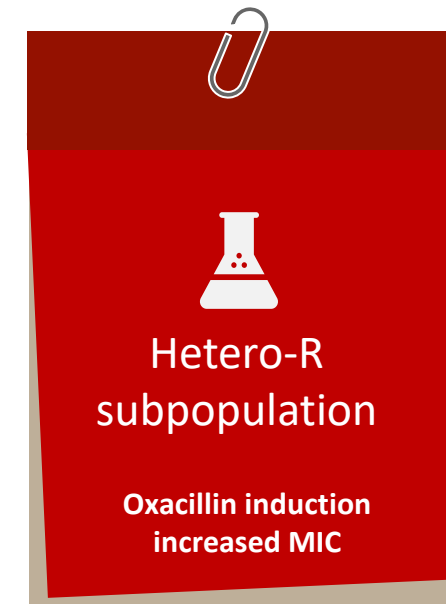 Hetero-R
subpopulation
Oxacillin induction
increased MIC